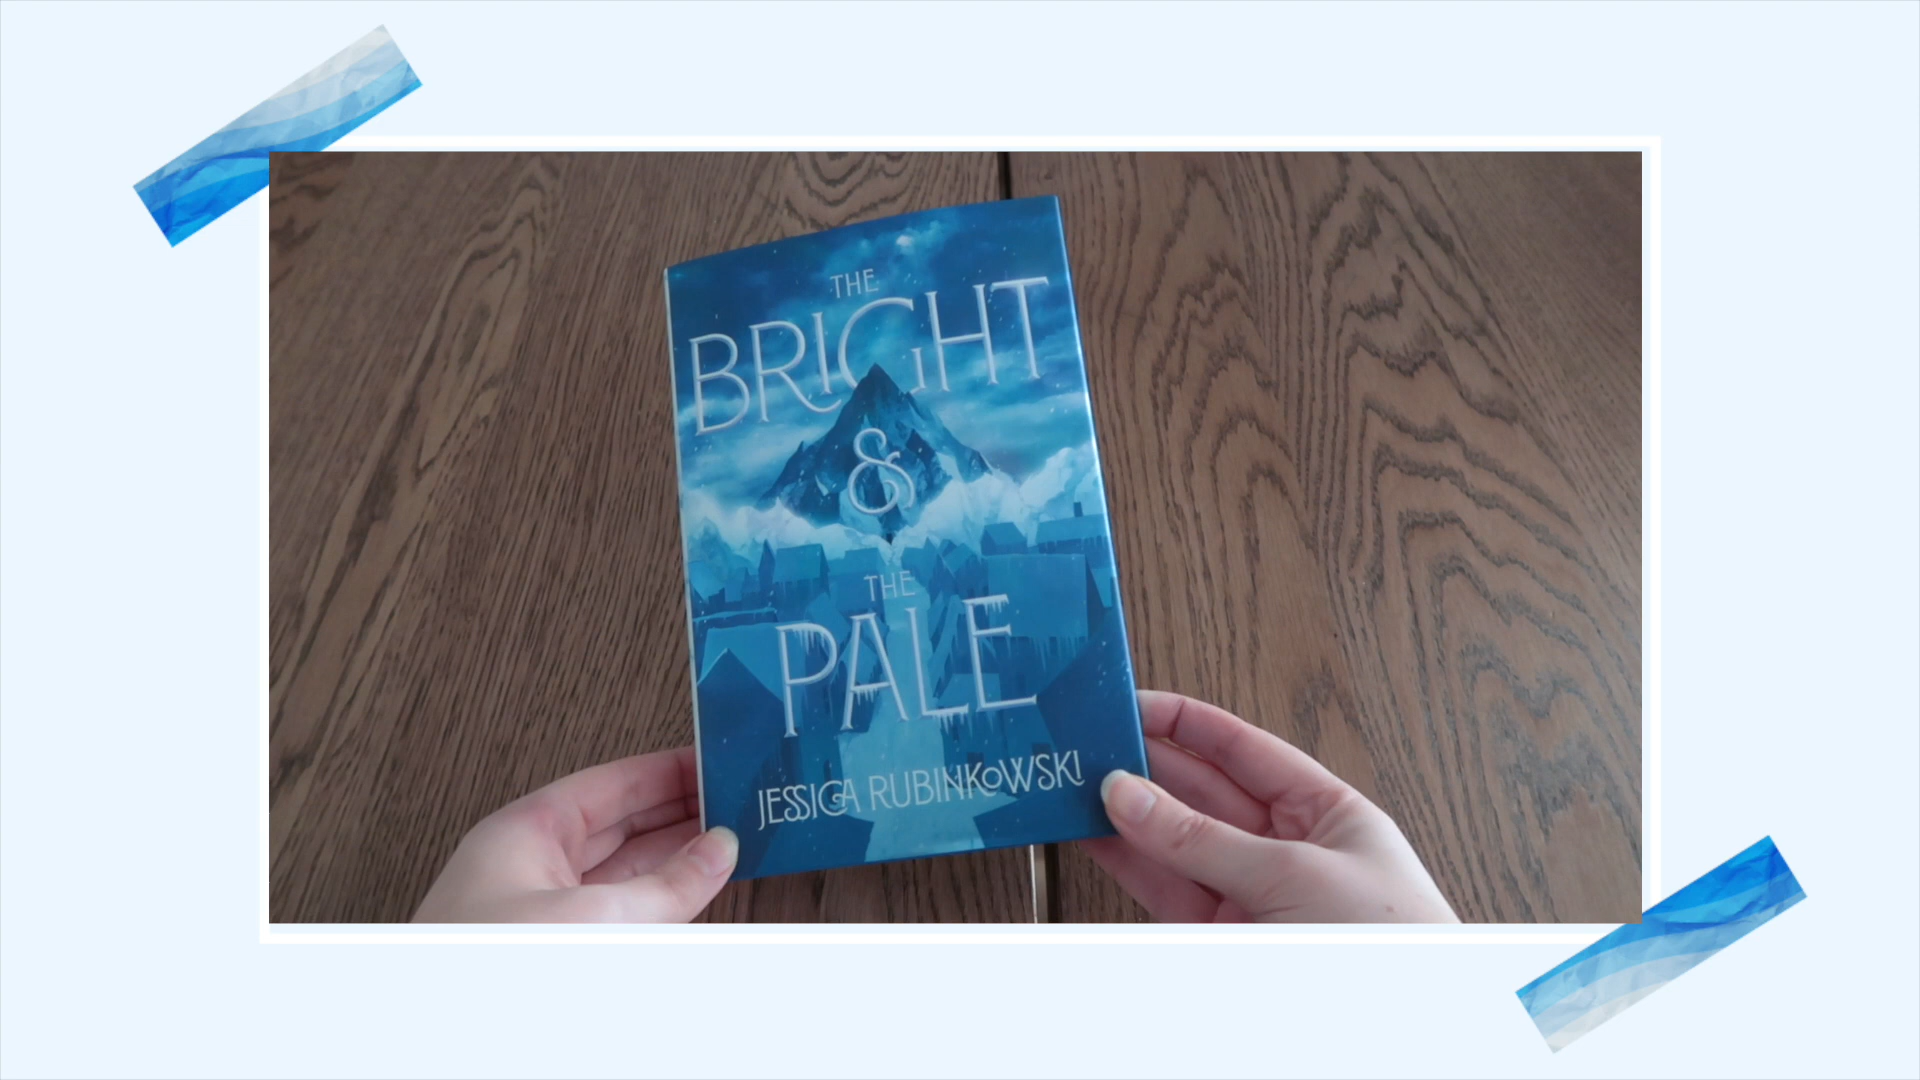 THE
BRIGHT
&
THE
PALE
JESSICA RUBINKOWSKI